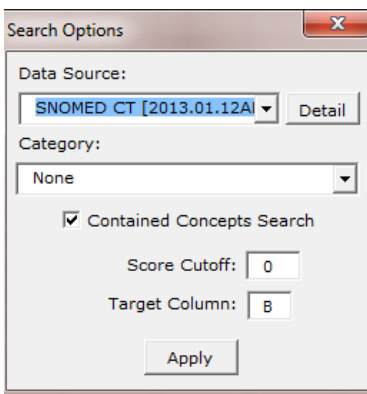 Search Options
x
Data Source:
SNOMED CT [2013.01.12A Detail
Category:
None
Contained Concepts Search
Score Cutoff: 0
Target Column: B
Apply